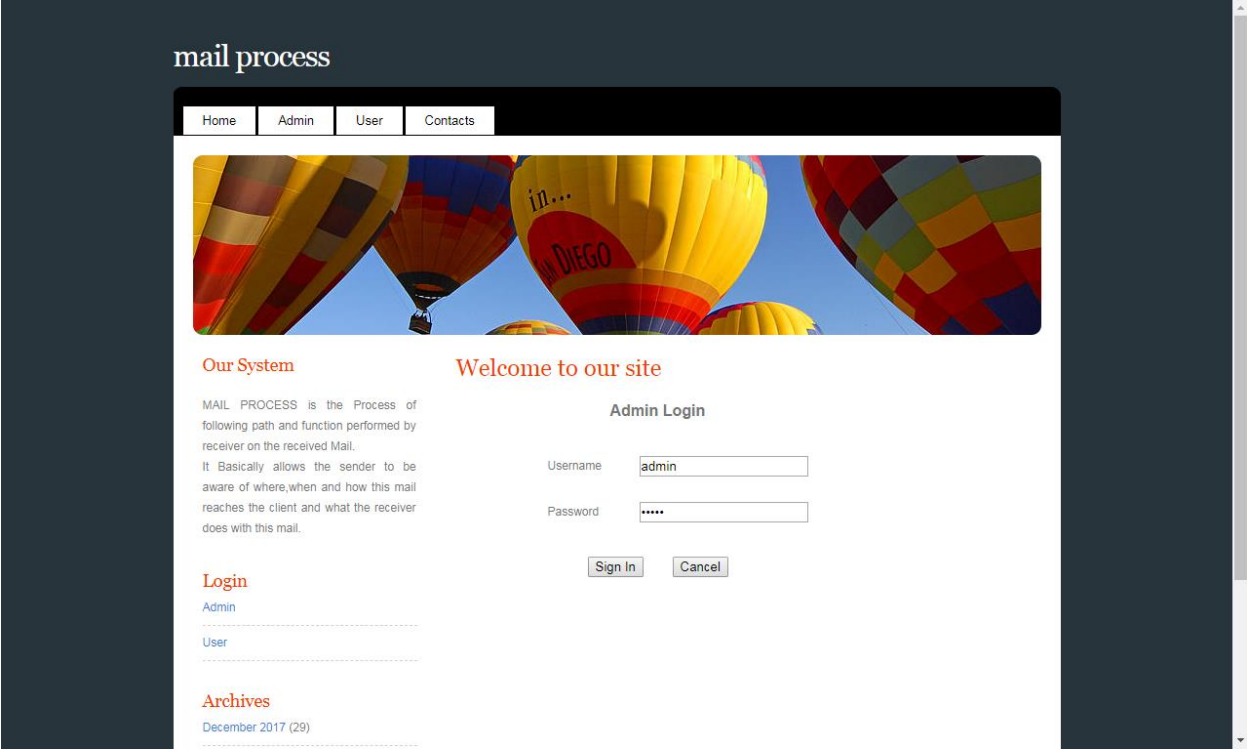 mail process
Home Admin User Contacts
in...
SAN DIEGO
Our System
MAIL PROCESS is the Process of
following path and function performed by
receiver on the received Mail.
It Basically allows the sender to be
aware of where,when and how this mail
reaches the client and what the receiver
does with this mail.
Login
Admin
User
Archives
December 2017 (29)
Welcome to our site
Admin Login
Username admin
Password •••••
Sign In Cancel